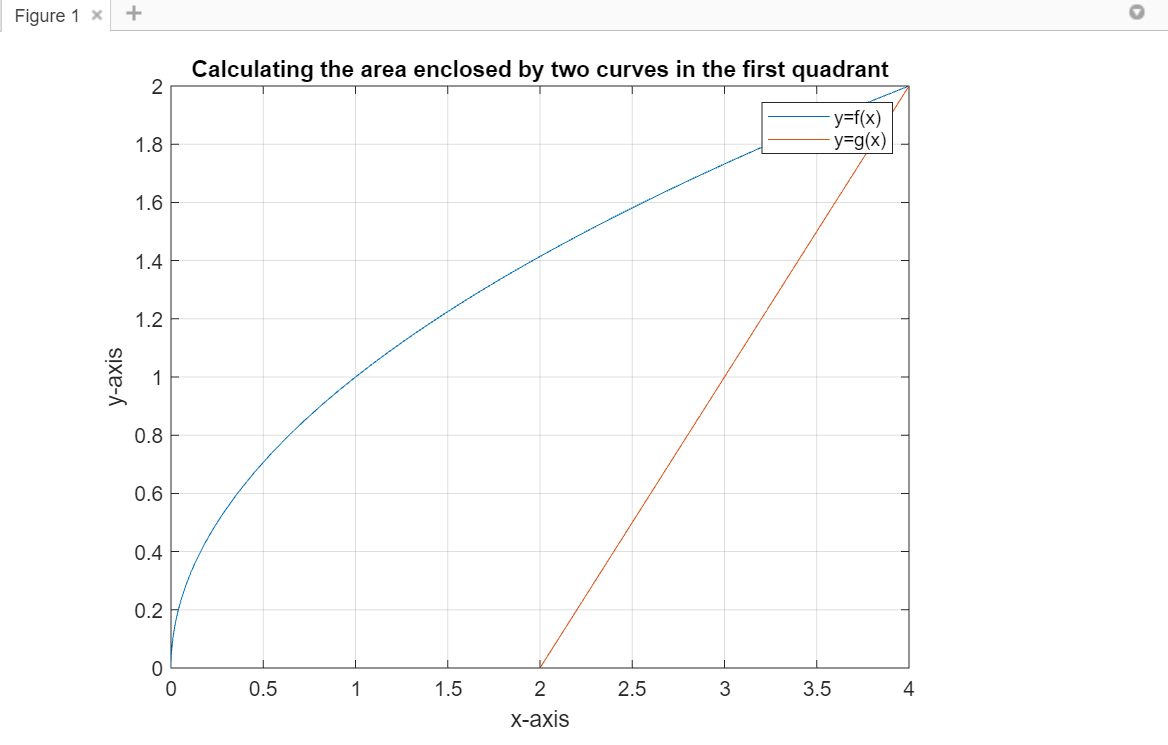 Figure 1
Calculating the area enclosed by two curves in the first quadrant
y=f(x)
y=g(x)
2
1.8
1.6
1.4
1.2
1
0.8
0.6
0.4
0.2
0
y-axis
0 0.5 1 1.5 2 2.5 3 3.5 4
x-axis